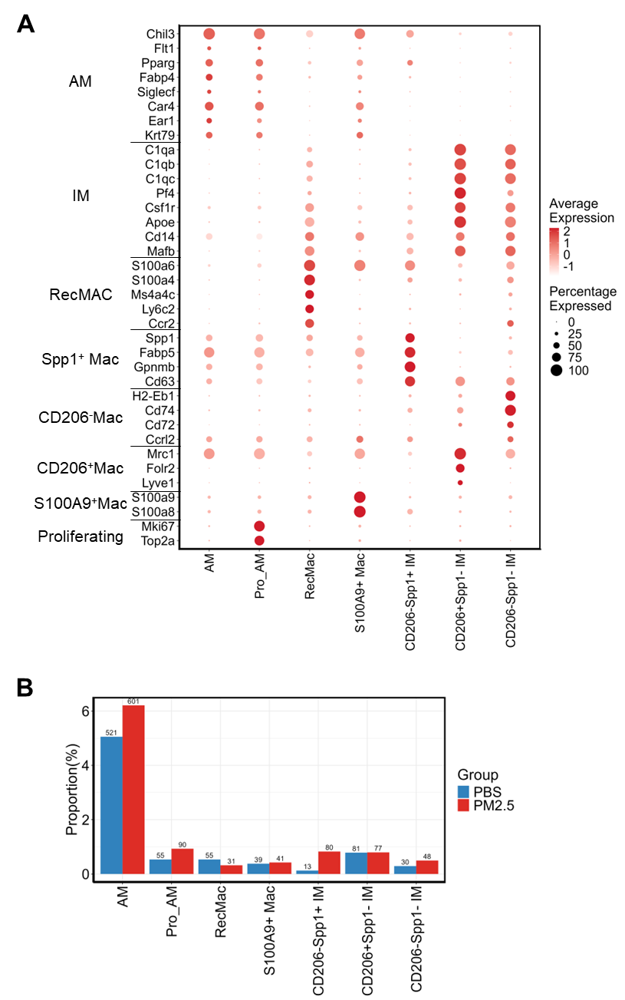 A
AM
Chil3
Flt1
Pparg
Fabp4
Siglecf
Car4
Ear1
Krt79
IM
C1qa
C1qb
C1qc
Pf4
Csf1r
Apoe
Cd14
Mafb
RecMAC
S100a6
S100a4
Ms4a4c
Ly6c2
Ccr2
Spp1+ Mac
Spp1
Fabp5
Gpnmb
Cd63
CD206-Mac
H2-Eb1
Cd74
Cd72
Ccrl2
CD206+Mac
Mrc1
Folr2
Lyve1
S100A9+Mac
S100a9
S100a8
Proliferating
Mki67
Top2a
AM
Pro_AM
RecMac
S100A9+ Mac
CD206-Spp1+ IM
CD206+Spp1- IM
CD206-Spp1- IM
Average
Expression
2
1
0
-1
Percentage
Expressed
0
25
50
75
100
B
Proportion(%)
6
4
2
0
521
601
55
90
55
31
39
41
13
80
81
77
30
48
AM
Pro_AM
RecMac
S100A9+ Mac
CD206-Spp1+ IM
CD206+Spp1- IM
CD206-Spp1- IM
Group
PBS
PM2.5